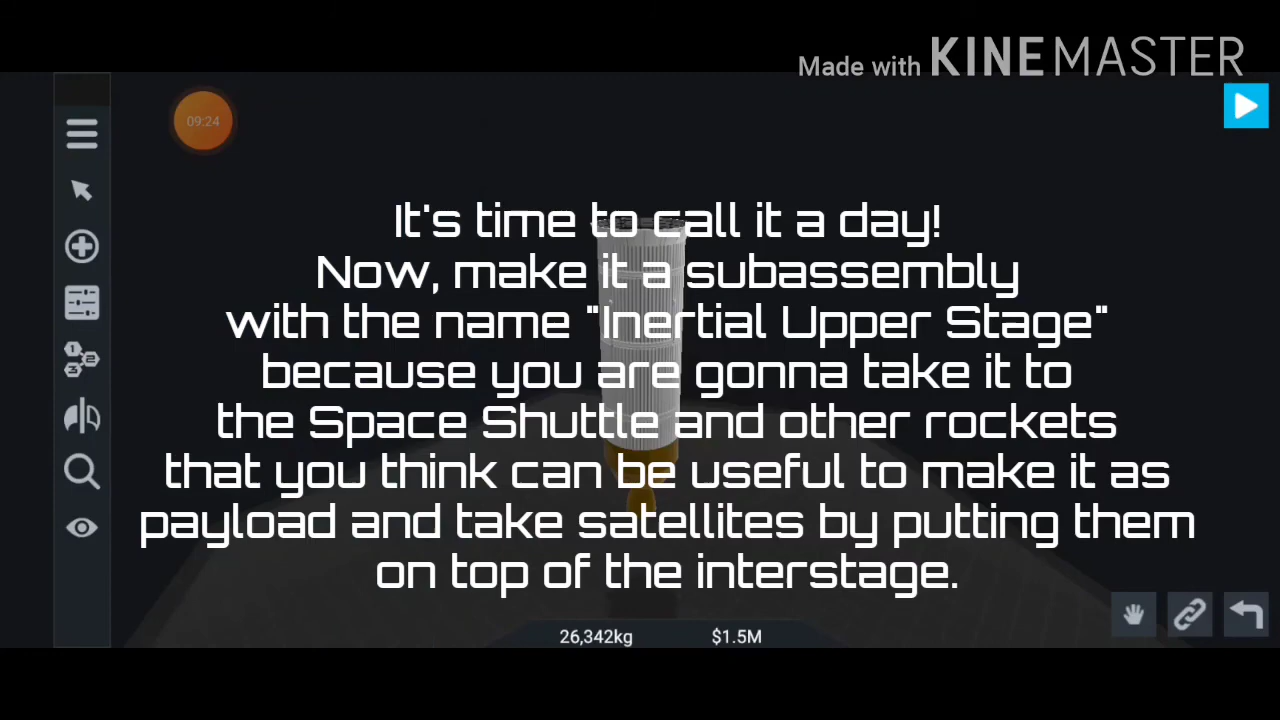 Made with KINEMASTER
09:24
It's time to call it a day!
Now, make it a subassembly
with the name "Inertial Upper Stage"
because you are gonna take it to
the Space Shuttle and other rockets
that you think can be useful to make it as
payload and take satellites by putting them
on top of the interstage.
26,342kg $1.5M